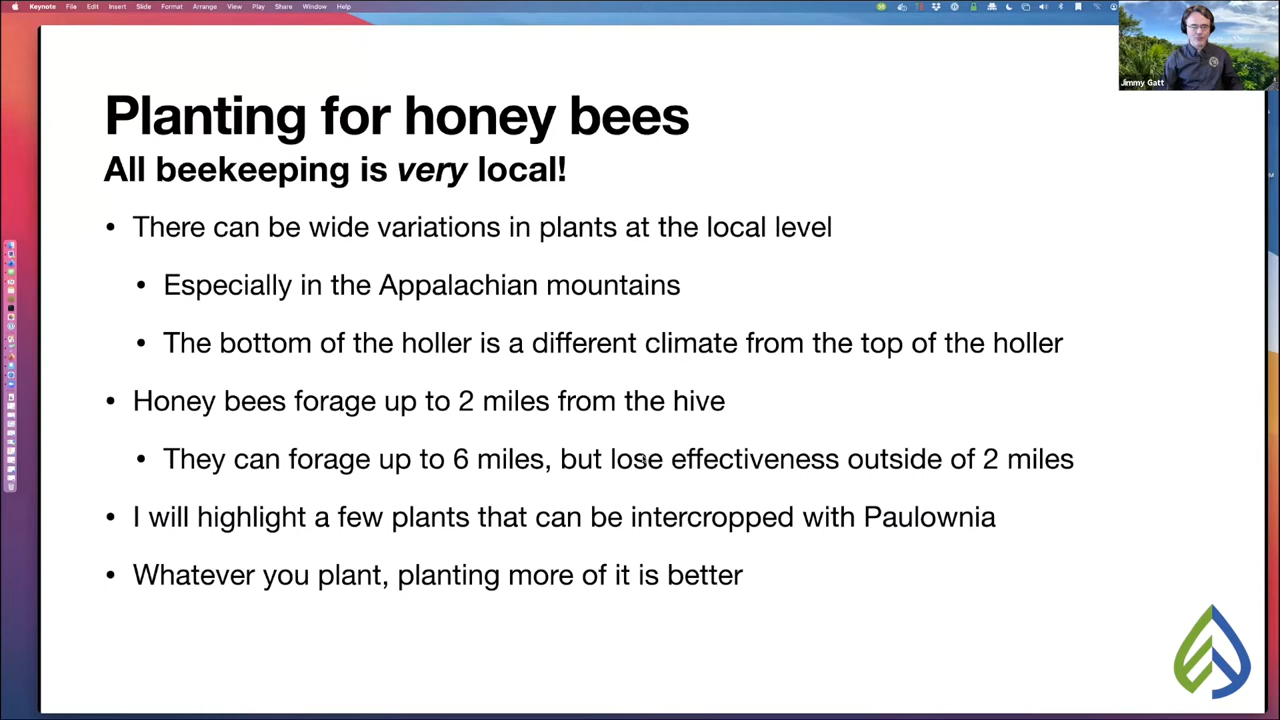 Keynote File Edit Insert Slide Format Arrange View Play Share Window Help
Jimmy Gatt
Planting for honey bees
All beekeeping is very local!
• There can be wide variations in plants at the local level
• Especially in the Appalachian mountains
• The bottom of the holler is a different climate from the top of the holler
• Honey bees forage up to 2 miles from the hive
• They can forage up to 6 miles, but lose effectiveness outside of 2 miles
• I will highlight a few plants that can be intercropped with Paulownia
• Whatever you plant, planting more of it is better